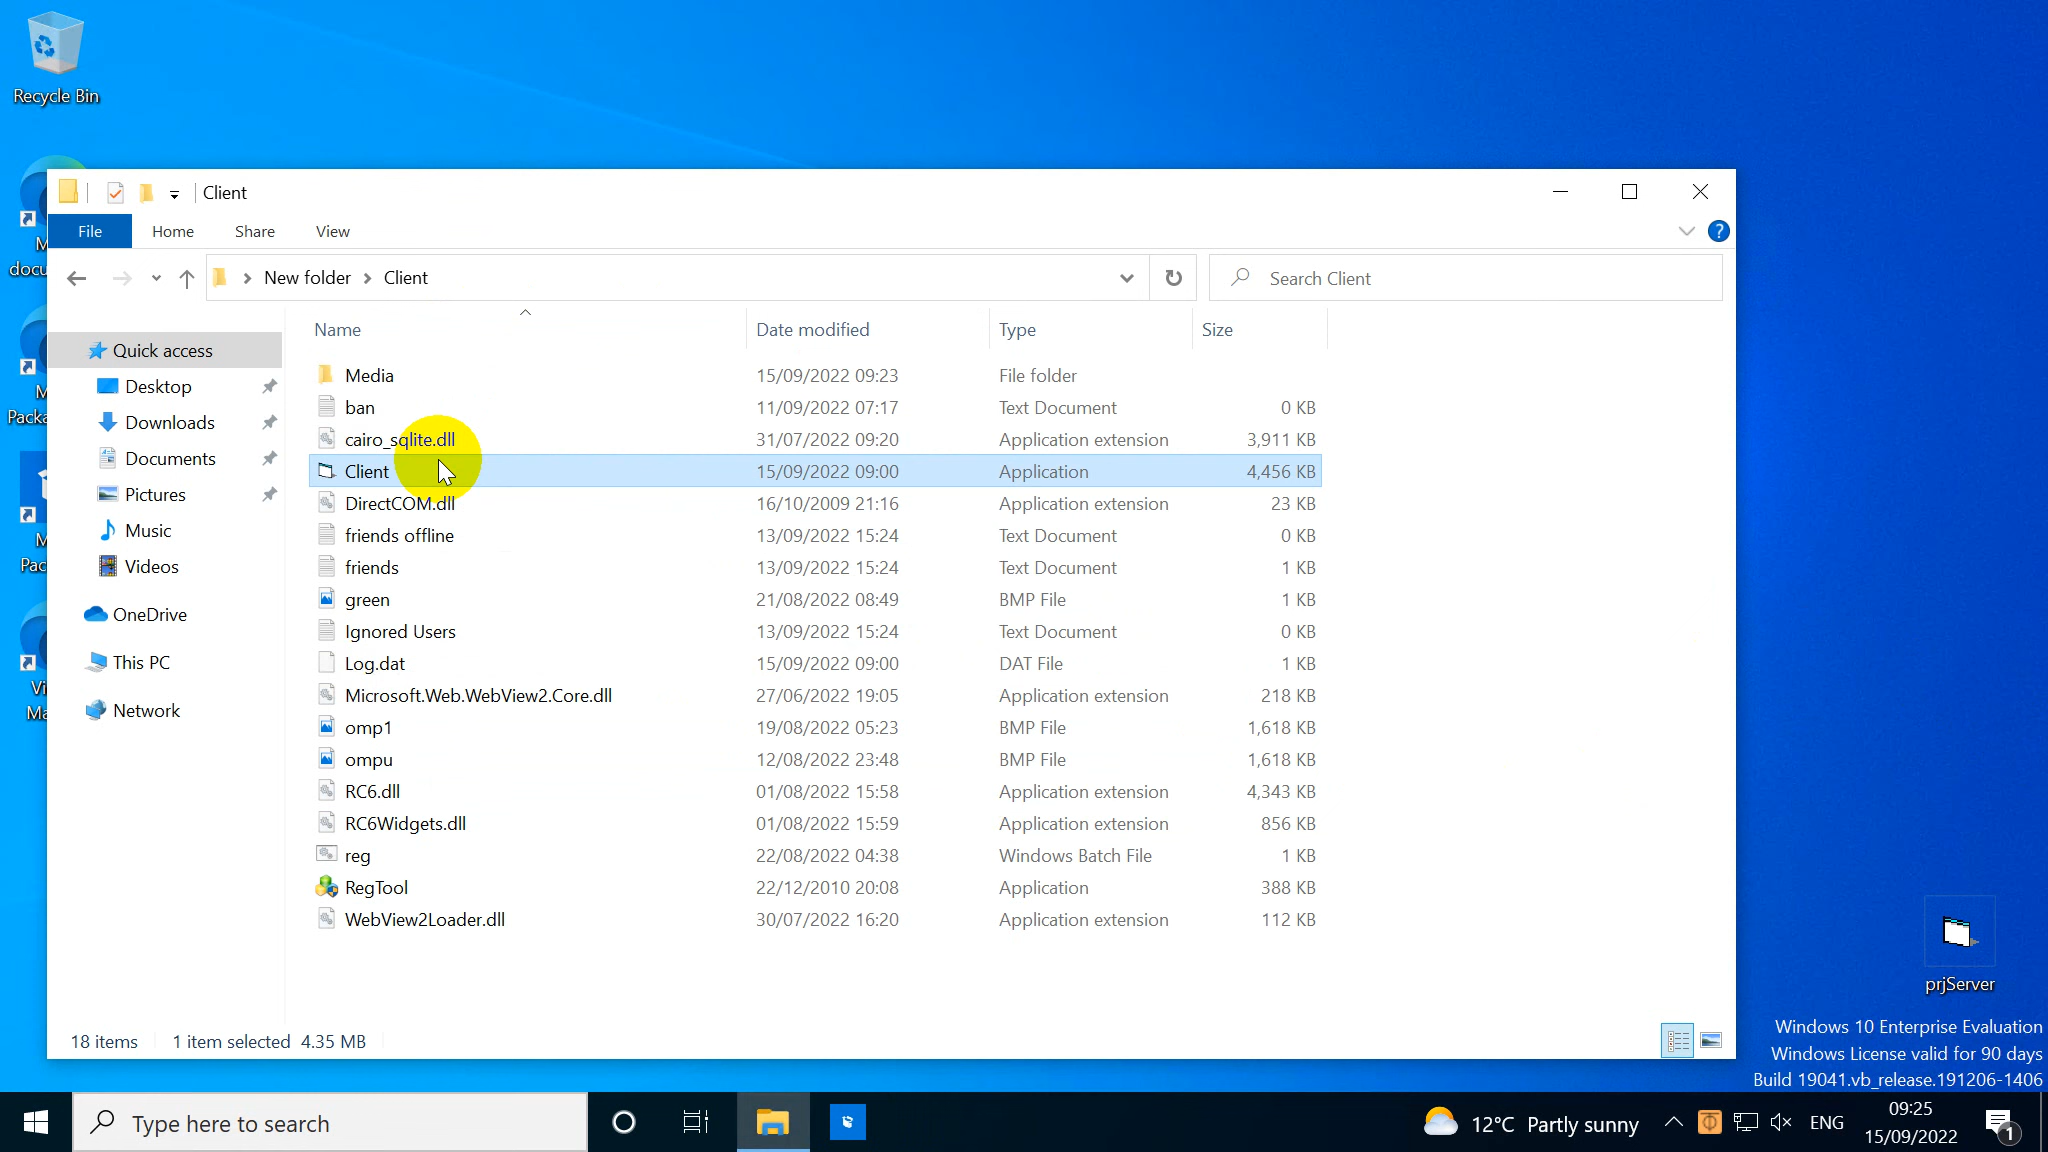 Recycle Bin
Client
File Home Share View
New folder Client
Search Client
Name Date modified Type Size
Quick access
Desktop
Downloads
Documents
Pictures
Music
Videos
OneDrive
This PC
Network
Media 15/09/2022 09:23 File folder
ban 11/09/2022 07:17 Text Document 0 KB
cairo_sqlite.dll 31/07/2022 09:20 Application extension 3,911 KB
Client 15/09/2022 09:00 Application 4,456 KB
DirectCOM.dll 16/10/2009 21:16 Application extension 23 KB
friends offline 13/09/2022 15:24 Text Document 0 KB
friends 13/09/2022 15:24 Text Document 1 KB
green 21/08/2022 08:49 BMP File 1 KB
Ignored Users 13/09/2022 15:24 Text Document 0 KB
Log.dat 15/09/2022 09:00 DAT File 1 KB
Microsoft.Web.WebView2.Core.dll 27/06/2022 19:05 Application extension 218 KB
omp1 19/08/2022 05:23 BMP File 1,618 KB
ompu 12/08/2022 23:48 BMP File 1,618 KB
RC6.dll 01/08/2022 15:58 Application extension 4,343 KB
RC6Widgets.dll 01/08/2022 15:59 Application extension 856 KB
reg 22/08/2022 04:38 Windows Batch File 1 KB
RegTool 22/12/2010 20:08 Application 388 KB
WebView2Loader.dll 30/07/2022 16:20 Application extension 112 KB
18 items 1 item selected 4.35 MB
M
docu
M
Packa
M
Pac
Vi
Ma
prjServer
Windows 10 Enterprise Evaluation
Windows License valid for 90 days
Build 19041.vb_release.191206-1406
Type here to search
12°C Partly sunny
ENG
09:25
15/09/2022
1